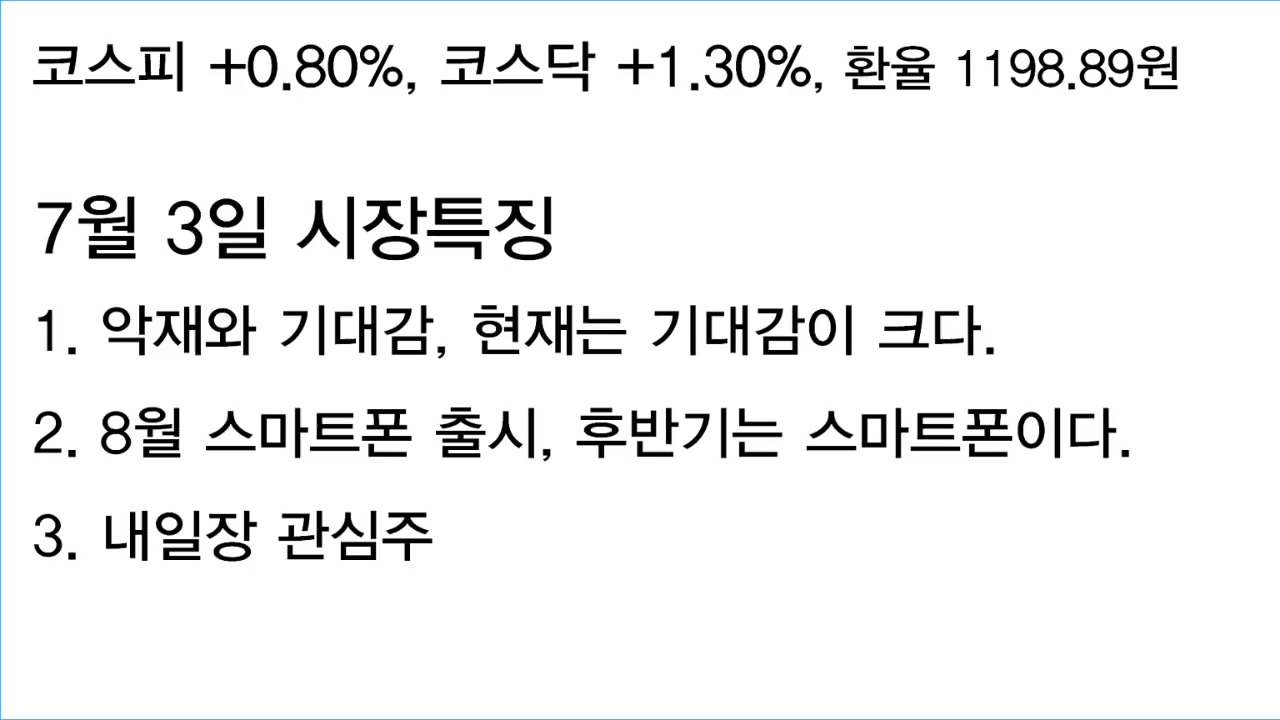 코스피 +0.80%, 코스닥 +1.30%, 환율 1198.89원
7월 3일 시장특징
1. 악재와 기대감, 현재는 기대감이 크다.
2. 8월 스마트폰 출시, 후반기는 스마트폰이다.
3. 내일장 관심주